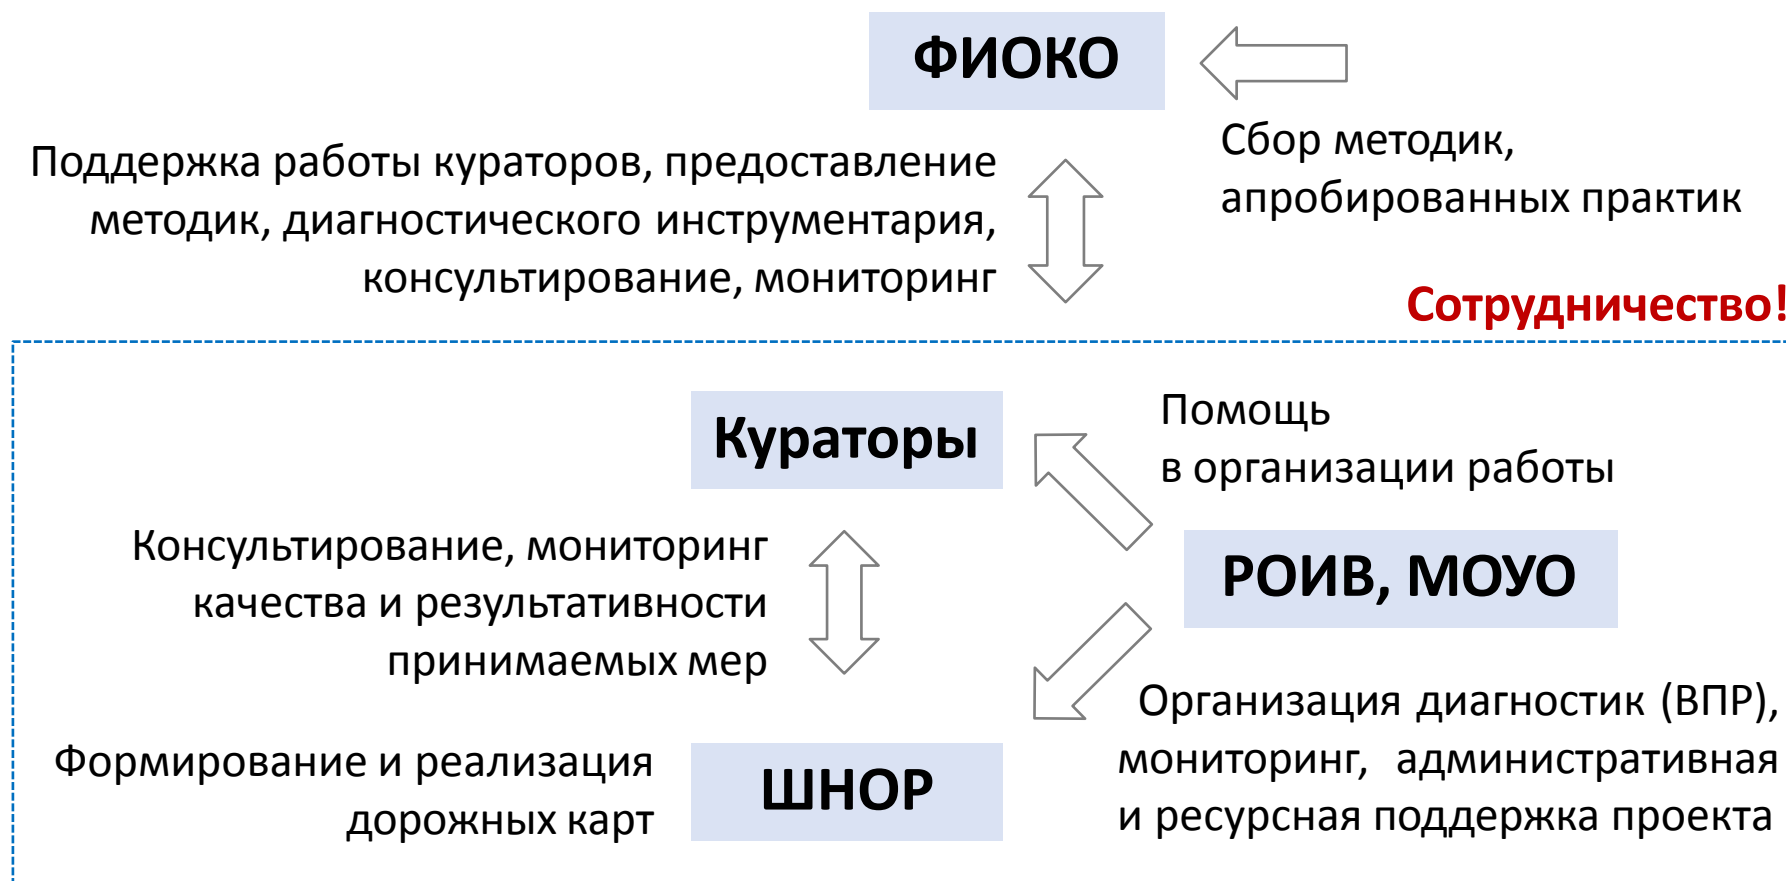 ФИОКО
Сбор методик,
апробированных практик
Поддержка работы кураторов, предоставление
методик, диагностического инструментария,
консультирование, мониторинг
Сотрудничество!
Кураторы
Помощь
в организации работы
Консультирование, мониторинг
качества и результативности
принимаемых мер
РОИВ, МОУО
Организация диагностик (ВПР),
мониторинг, административная
и ресурсная поддержка проекта
Формирование и реализация
дорожных карт
ШНОР